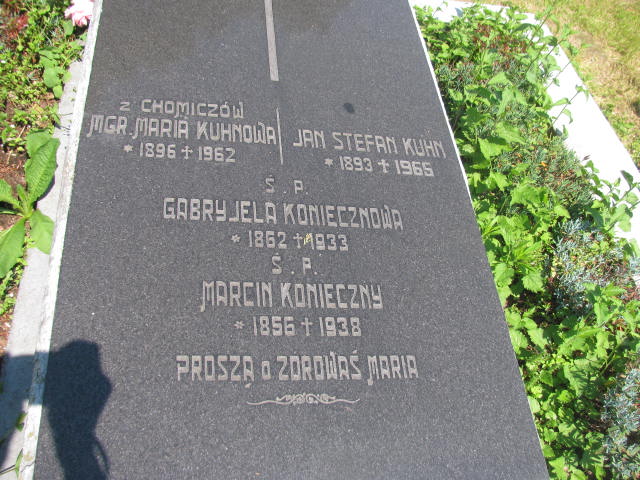 z CHOMICZÓW
MGR. MARIA KUHNOWA
* 1896 + 1962
JAN STEFAN KUHN
* 1893 + 1965
Ś.P.
GABRYJELA KONIECZNOWA
* 1862 + 1933
Ś.P.
MARCIN KONIECZNY
* 1856 + 1938
PROSZĄ o ZDROWAŚ MARIA